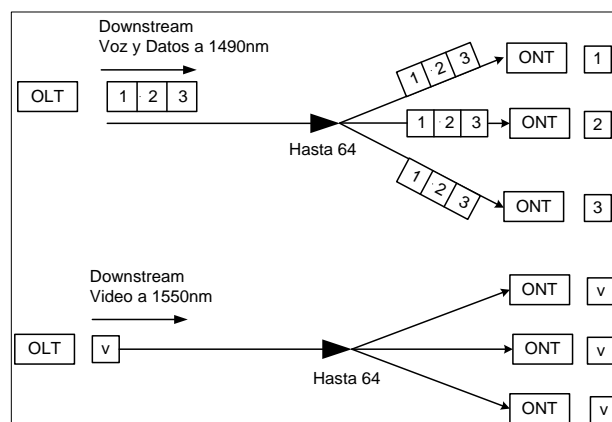 Downstream
Voz y Datos a 1490nm
OLT
1 2 3
1 2 3
ONT
1
1 2 3
ONT
2
Hasta 64
1 2 3
ONT
3
Downstream
Video a 1550nm
ONT
v
OLT
v
ONT
v
Hasta 64
ONT
v